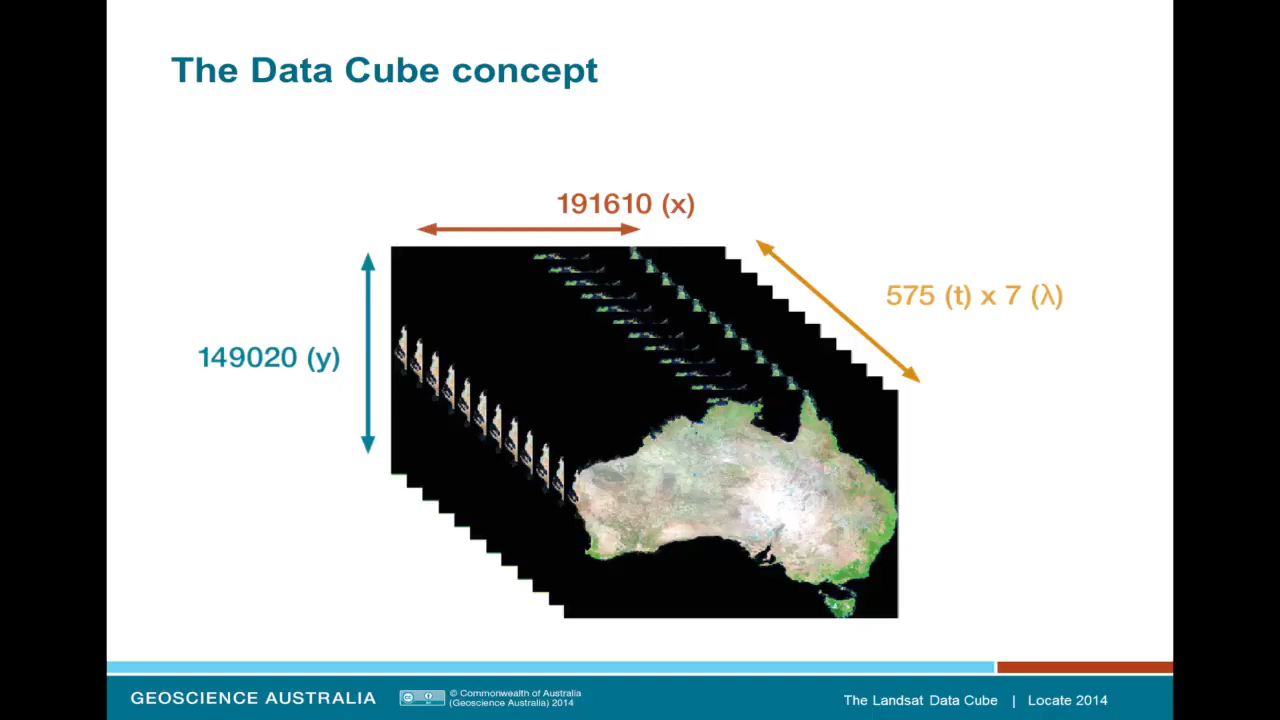 The Data Cube concept
191610 (x)
575 (t) x 7 (λ)
149020 (y)
GEOSCIENCE AUSTRALIA
© Commonwealth of Australia
(Geoscience Australia) 2014
The Landsat Data Cube | Locate 2014